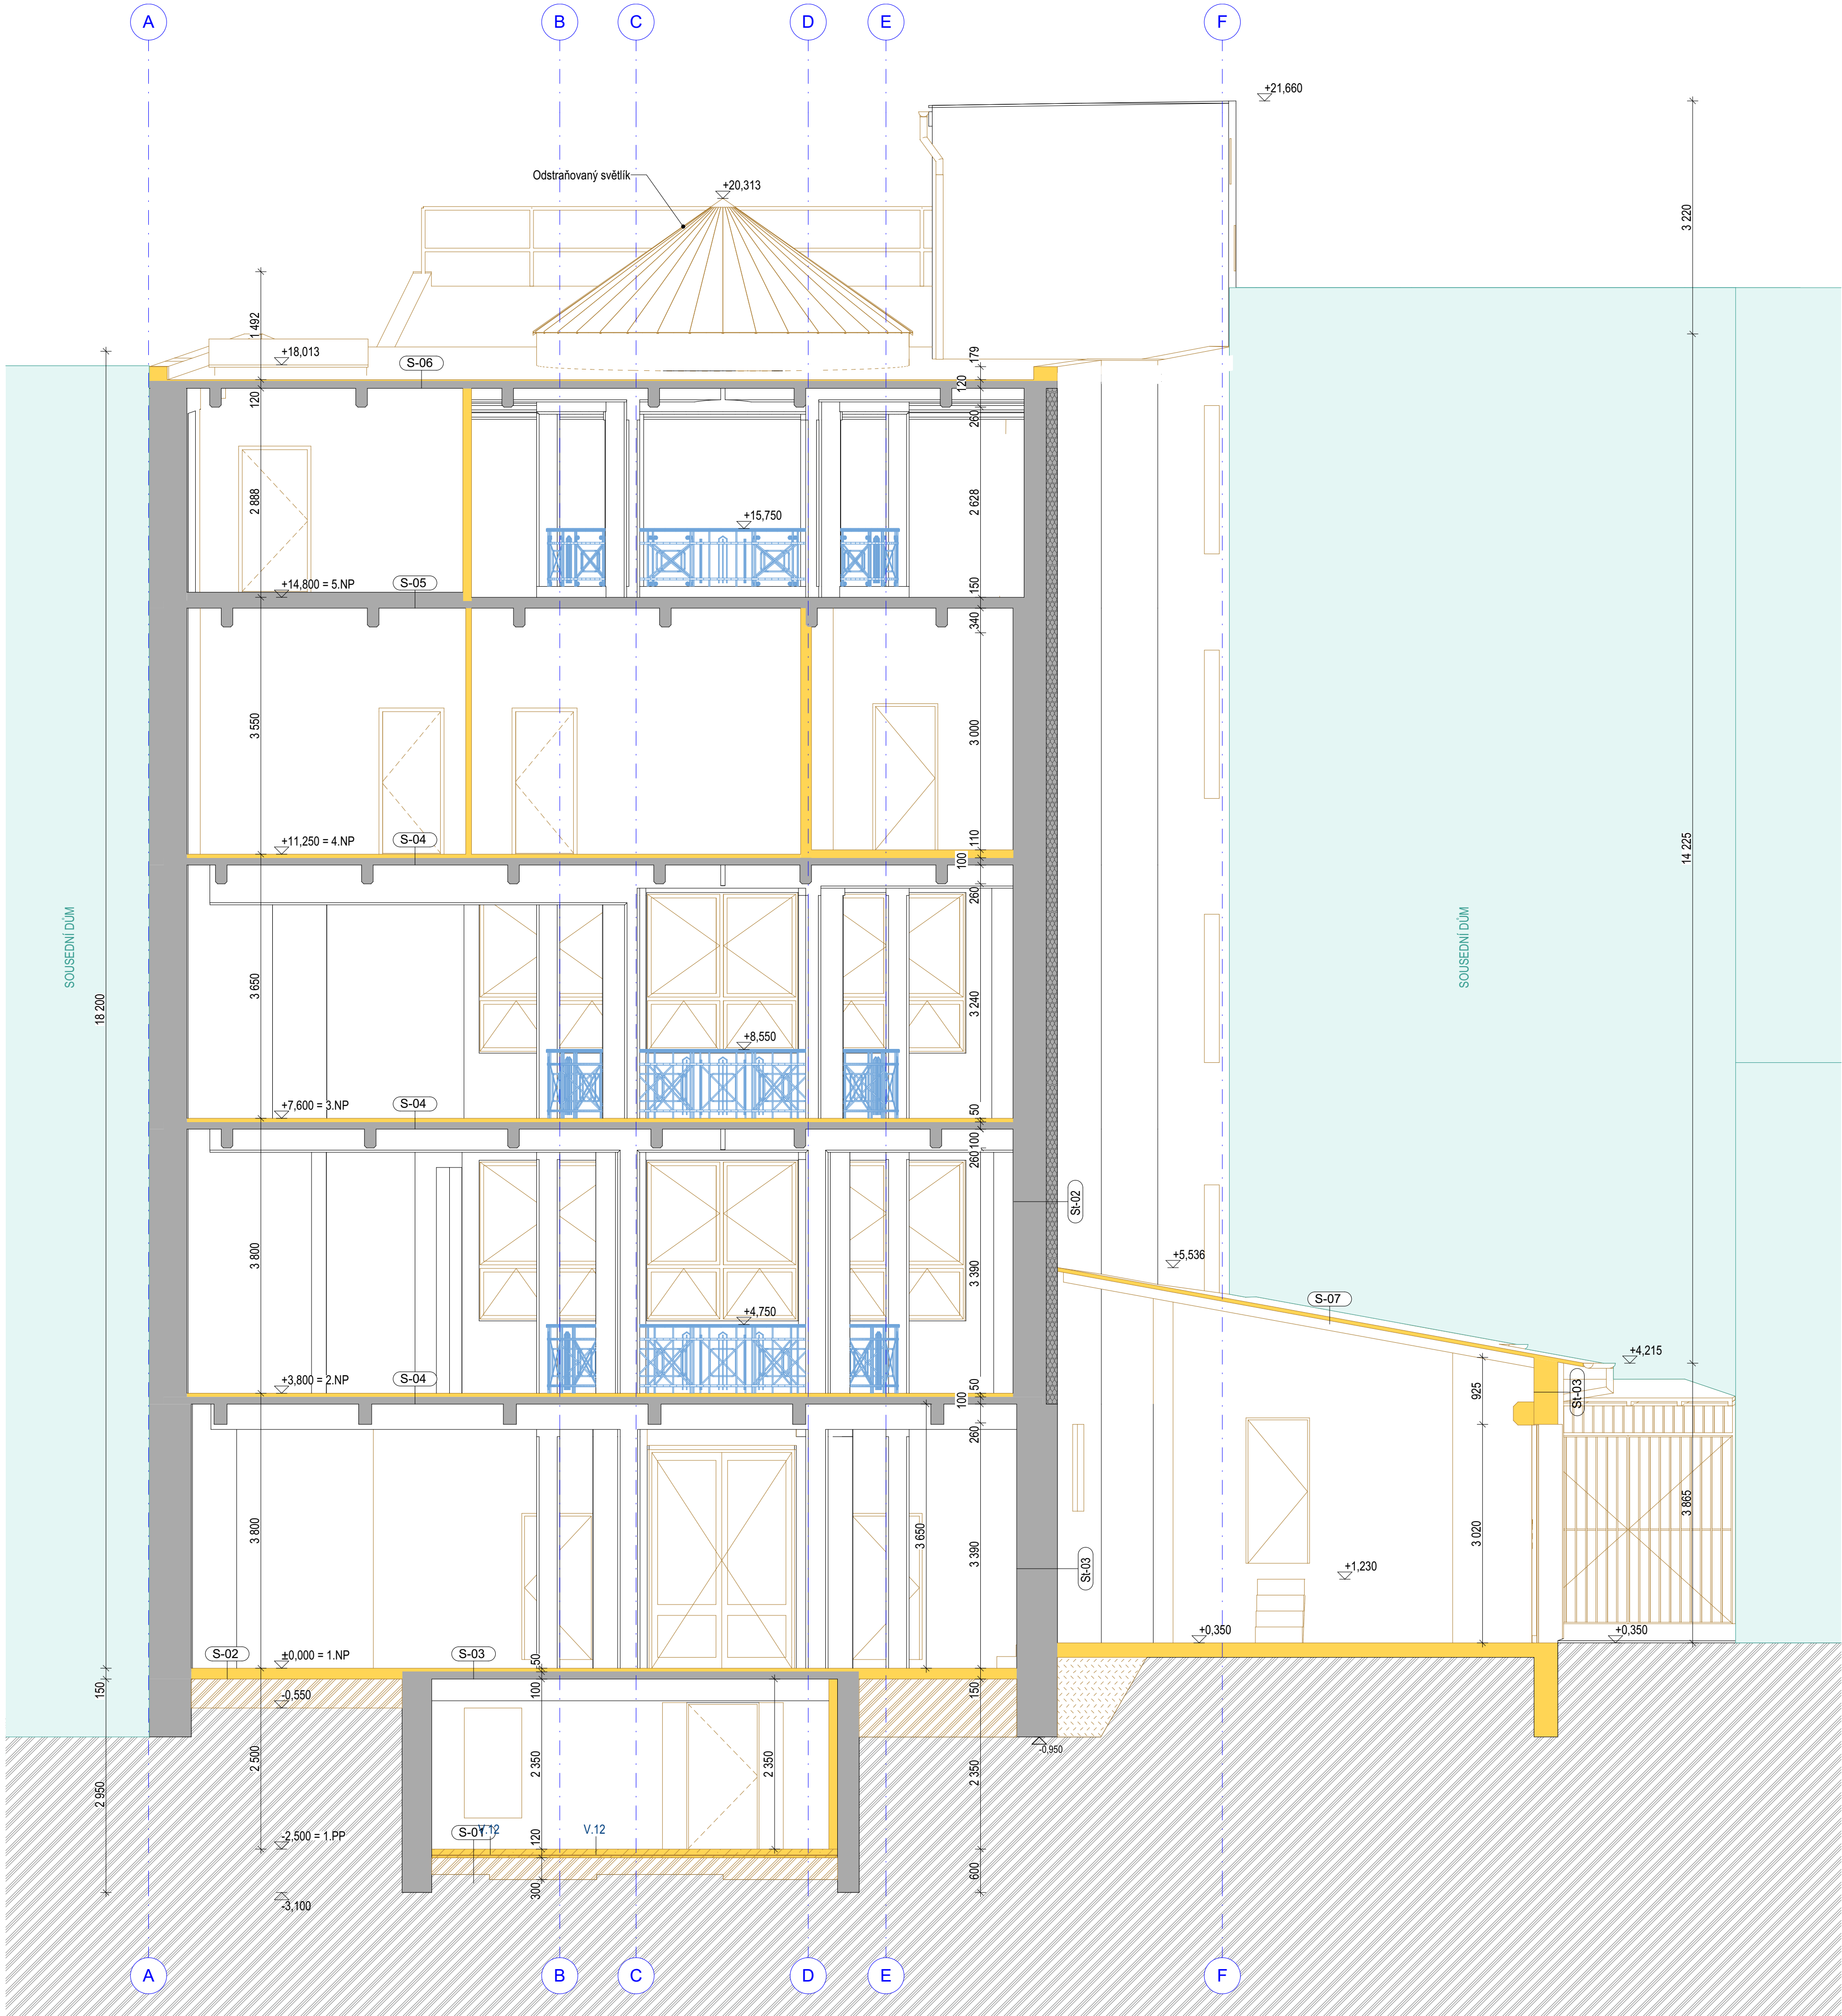 A B C D E F
+21,660
Odstraňovaný světlík
+20,313
3 220
1 492
+18,013
S-06
179
120
120
260
2 888
2 628
+15,750
+14,800 = 5.NP
S-05
150
340
3 550
3 000
+11,250 = 4.NP
S-04
110
100
260
14 225
SOUSEDNÍ DŮM
SOUSEDNÍ DŮM
18 200
3 650
3 240
+8,550
+7,600 = 3.NP
S-04
50
100
260
St-02
3 800
3 390
+5,536
S-07
+4,750
+4,215
+3,800 = 2.NP
S-04
50
100
260
925
St-03
3 800
3 650
3 390
3 020
3 865
St-03
+1,230
+0,350
+0,350
S-02
±0,000 = 1.NP
S-03
50
150
100
150
-0,550
-0,950
2 950
2 500
2 350
2 350
2 350
-2,500 = 1.PP
S-01
V.12
V.12
120
300
600
-3,100
A B C D E F